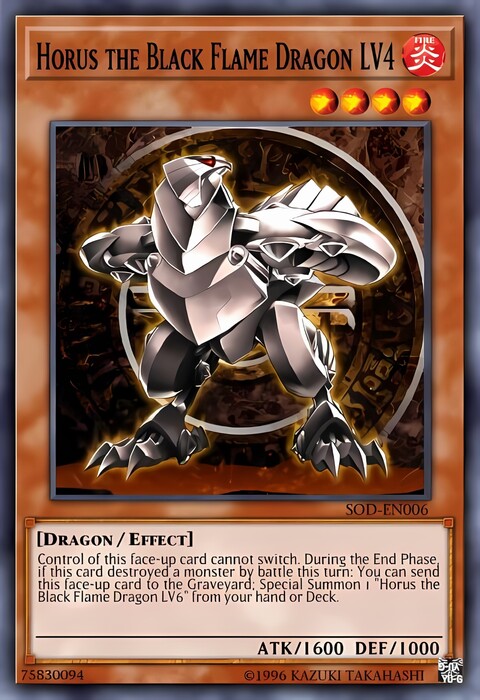 HORUS THE BLACK FLAME DRAGON LV4
FIRE
炎
SOD-EN006
[DRAGON / EFFECT]
Control of this face-up card cannot switch. During the End Phase,
if this card destroyed a monster by battle this turn: You can send
this face-up card to the Graveyard; Special Summon 1 "Horus the
Black Flame Dragon LV6" from your hand or Deck.
ATK/1600 DEF/1000
75830094
©1996 KAZUKI TAKAHASHI